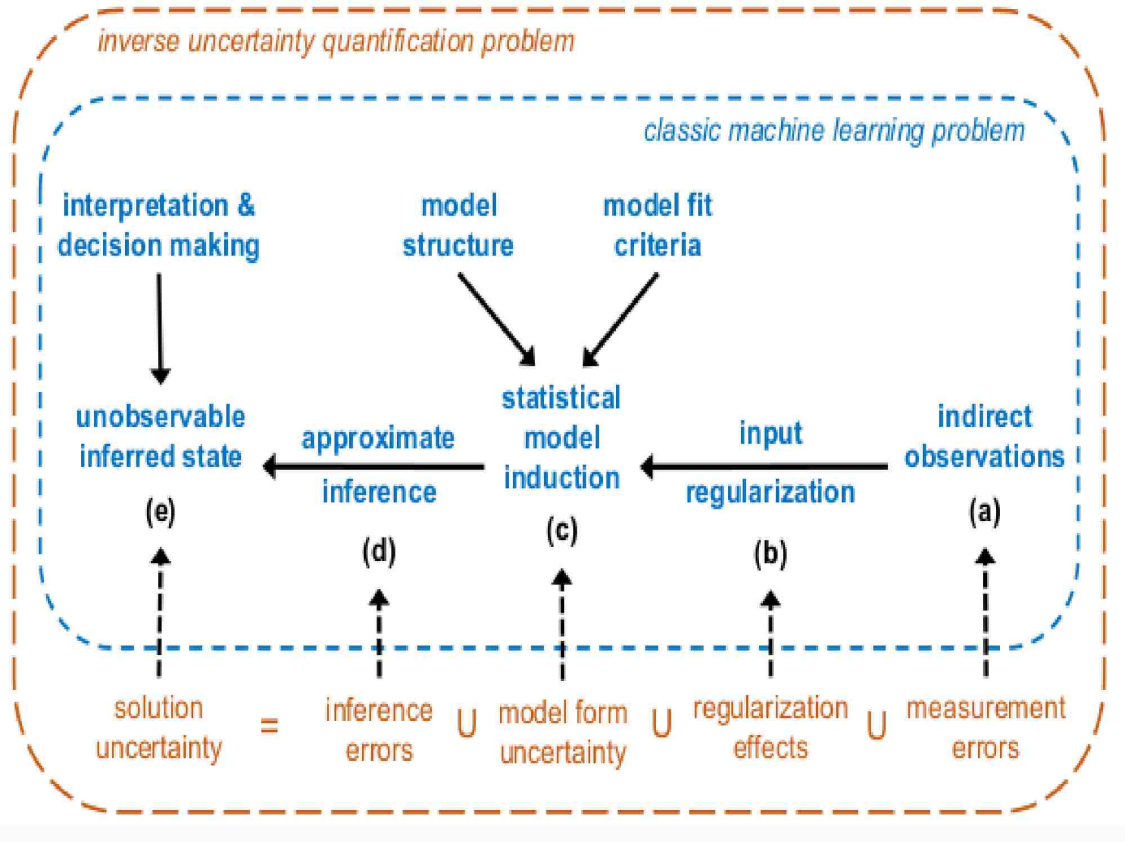 inverse uncertainty quantification problem
classic machine learning problem
interpretation &
decision making
model
structure
model fit
criteria
unobservable
inferred state
(e)
approximate
inference
(d)
statistical
model
induction
(c)
input
regularization
(b)
indirect
observations
(a)
solution
uncertainty
=
inference
errors
∪
model form
uncertainty
∪
regularization
effects
∪
measurement
errors